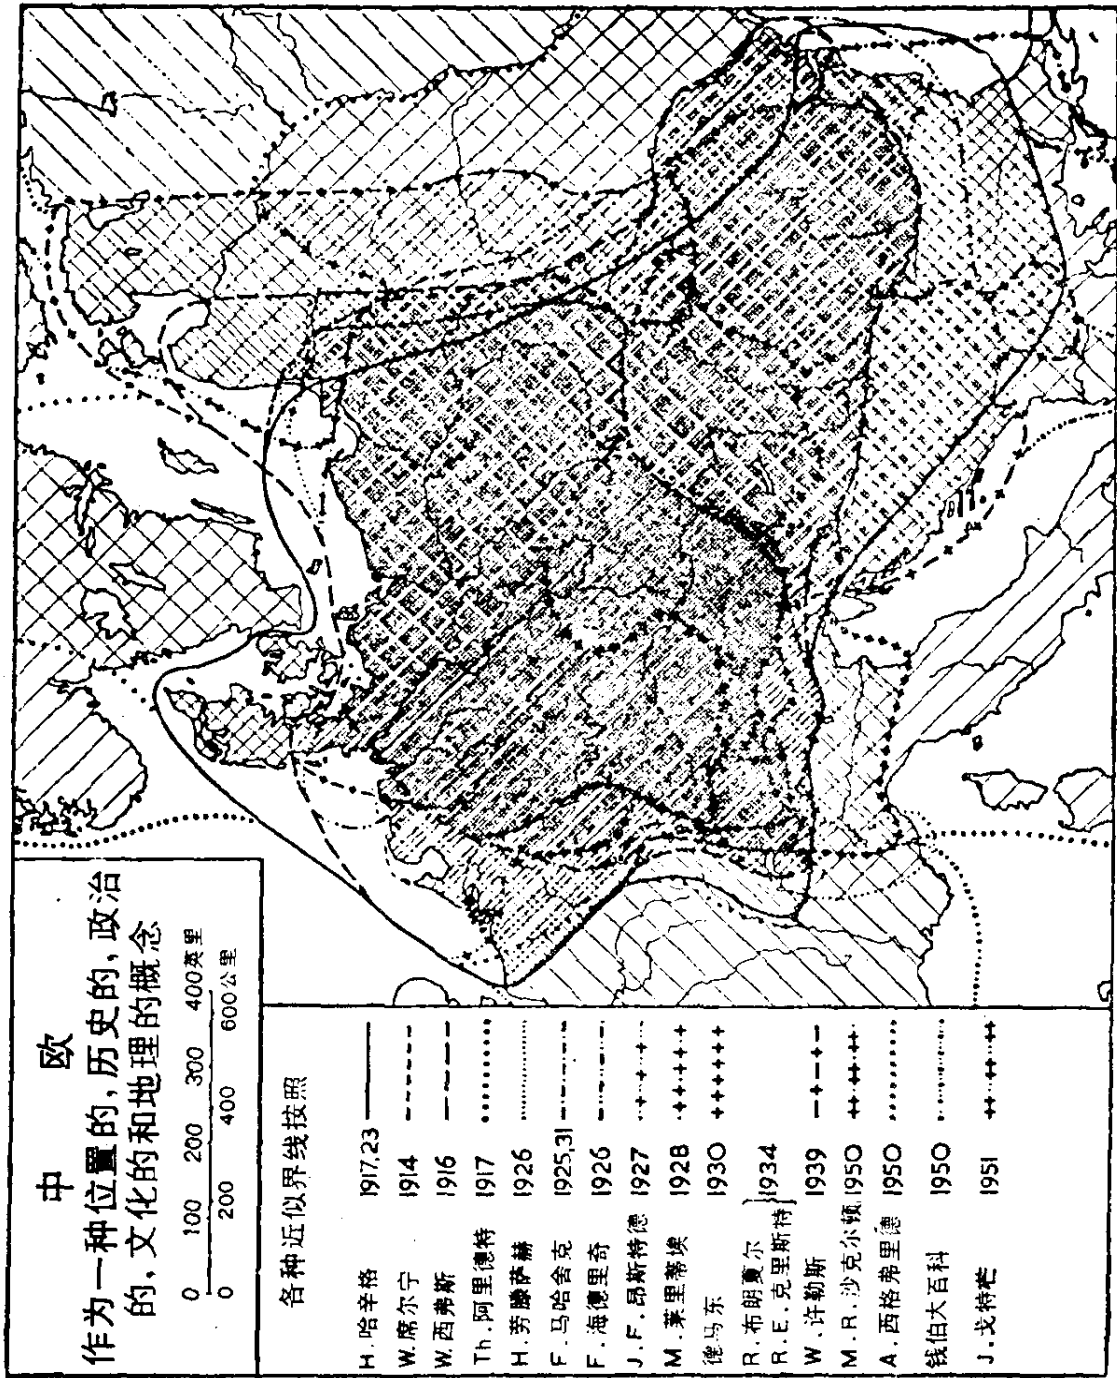 中欧
作为一种位置的,历史的,政治
的,文化的和地理的概念
0 100 200 300 400英里
0 200 400 600公里
各种近似界线按照
H.哈辛格 1917,23
W.席尔宁 1914
W.西弗斯 1916
Th.阿里德特 1917
H.劳滕萨赫 1926
F.马哈舍克 1925,31
F.海德里奇 1926
J.F.昂斯特德 1927
M.莱里蒂埃 1928
德马东 1930
R.布朗夏尔
R.E.克里斯特 }1934
W.许勒斯 1939
M.R.沙克尔顿 1950
A.西格弗里德 1950
钱伯大百科 1950
J.戈特芒 1951